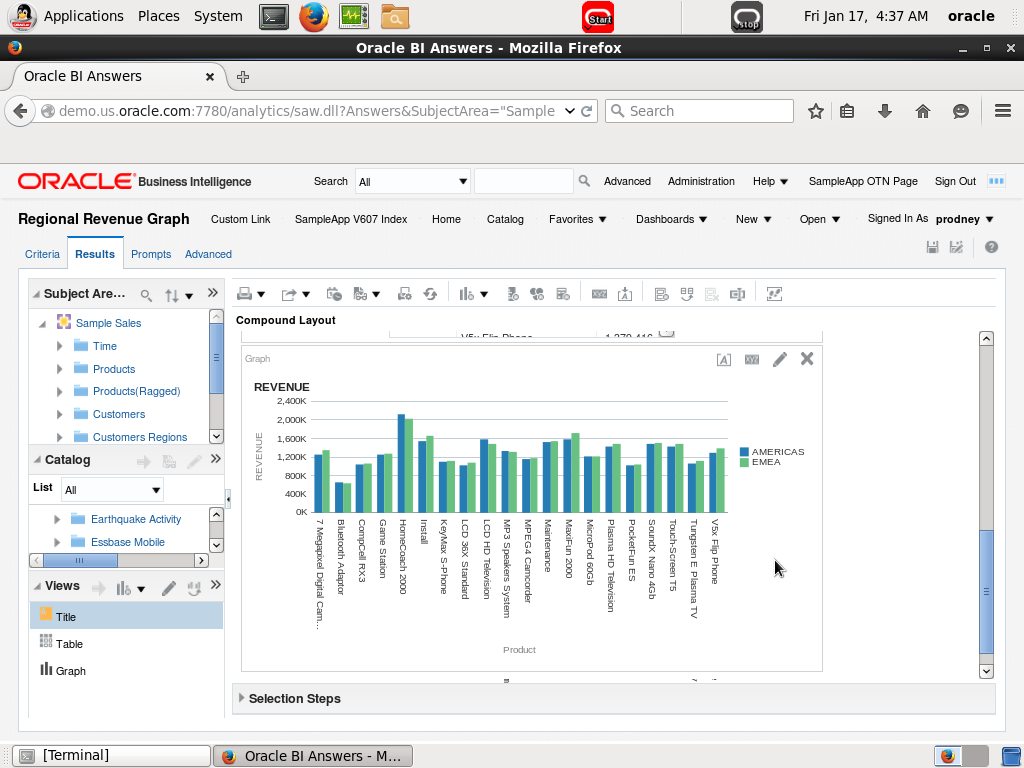 Applications Places System Start stop Fri Jan 17, 4:37 AM oracle
Oracle BI Answers - Mozilla Firefox
Oracle BI Answers
demo.us.oracle.com:7780/analytics/saw.dll?Answers&SubjectArea="Sample Search
ORACLE Business Intelligence Search All Advanced Administration Help SampleApp OTN Page Sign Out
Regional Revenue Graph Custom Link SampleApp V607 Index Home Catalog Favorites Dashboards New Open Signed In As prodney
Criteria Results Prompts Advanced
Subject Are...
Sample Sales
Time
Products
Products(Ragged)
Customers
Customers Regions
Catalog
List All
Earthquake Activity
Essbase Mobile
Views
Title
Table
Graph
Compound Layout
V5x Flip Phone 1,379,416
Graph
REVENUE
2,400K
2,000K
1,600K
1,200K
800K
400K
0K
REVENUE
AMERICAS
EMEA
7 Megapixel Digital Cam...
Bluetooth Adaptor
CompCell RX3
Game Station
HomeCoach 2000
Install
KeyMax S-Phone
LCD 36X Standard
LCD HD Television
MP3 Speakers System
MPEG4 Camcorder
Maintenance
MaxiFun 2000
MicroPod 60Gb
Plasma HD Television
PocketFun ES
SoundX Nano 4Gb
Touch-Screen T5
Tungsten E Plasma TV
V5x Flip Phone
Product
Selection Steps
[Terminal] Oracle BI Answers - M...